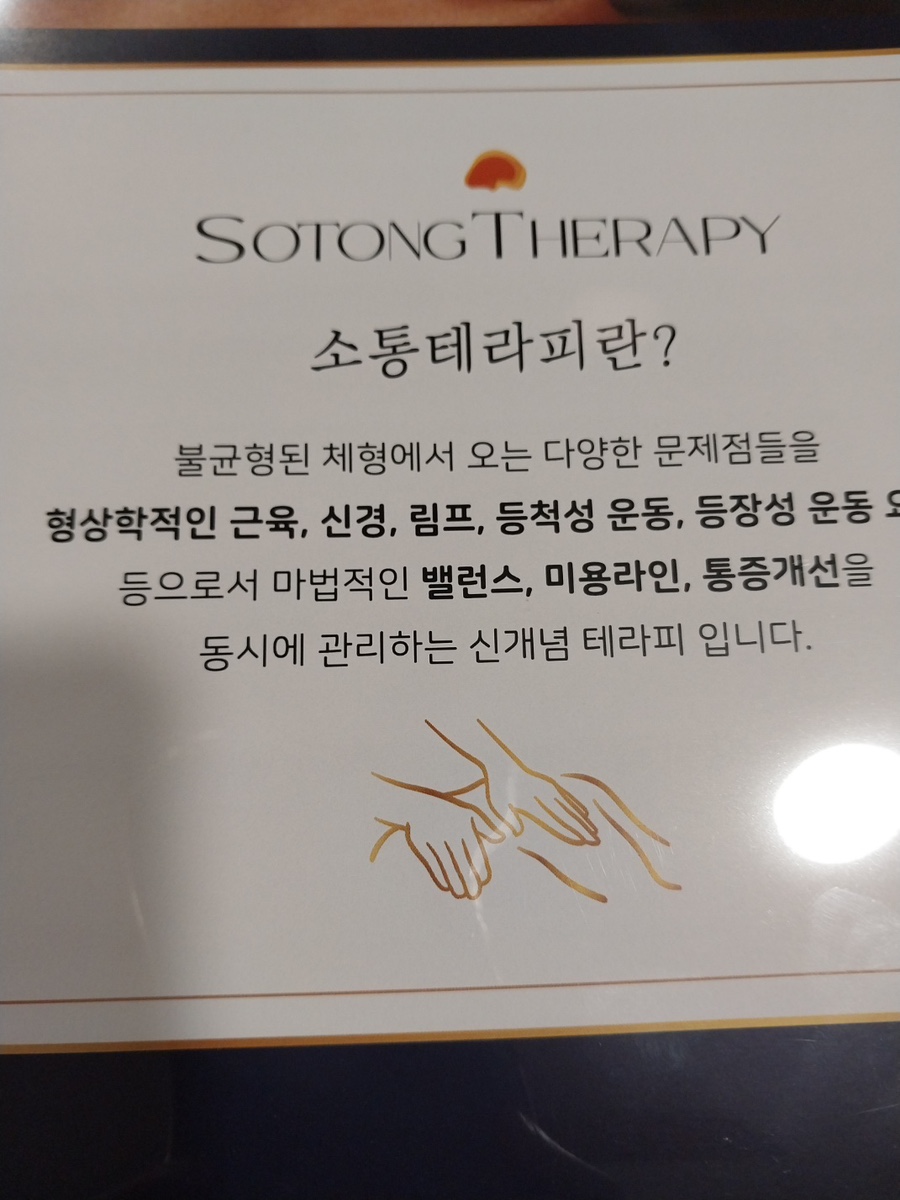 SOTONG THERAPY
소통테라피란?
불균형된 체형에서 오는 다양한 문제점들을
형상학적인 근육, 신경, 림프, 등척성 운동, 등장성 운동
등으로서 마법적인 밸런스, 미용라인, 통증개선을
동시에 관리하는 신개념 테라피 입니다.